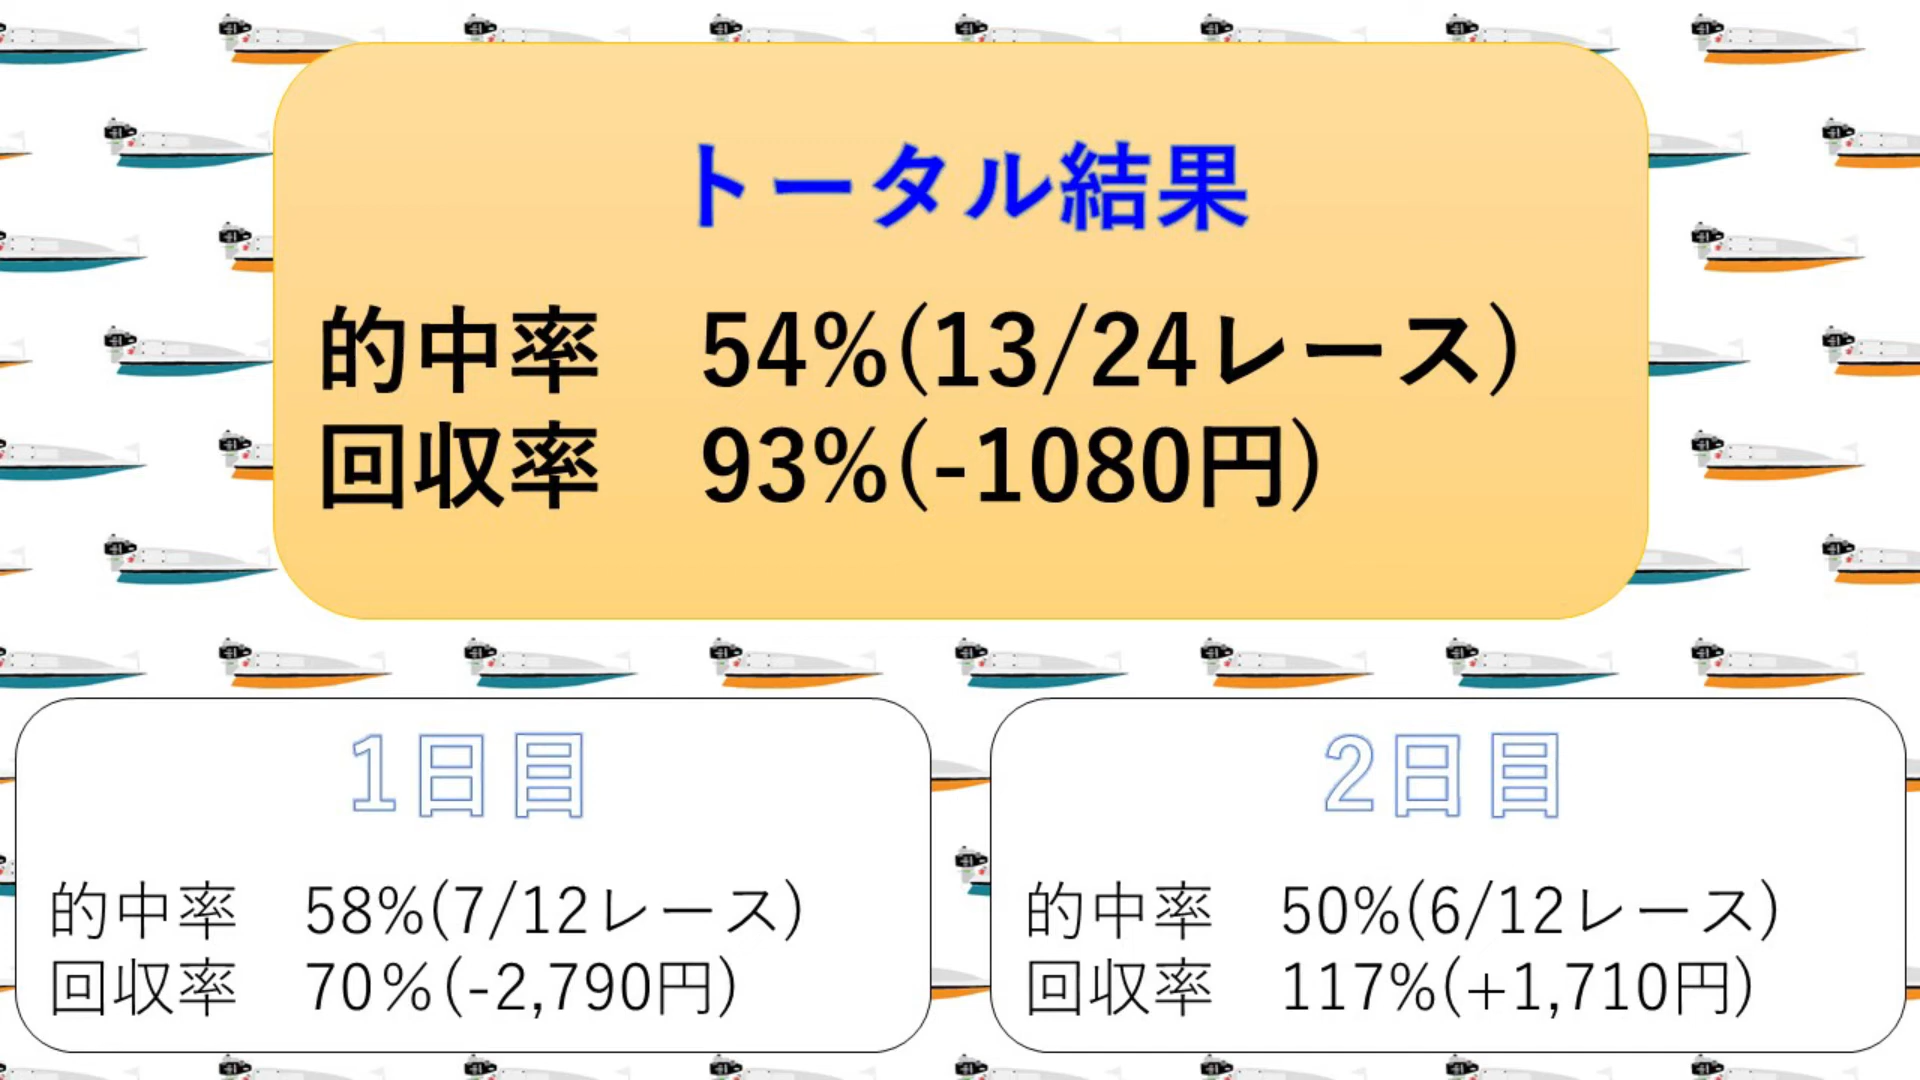 トータル結果
的中率　54%(13/24レース)
回収率　93%(-1080円)
1日目
的中率　58%(7/12レース)
回収率　70%(-2,790円)
2日目
的中率　50%(6/12レース)
回収率　117%(+1,710円)